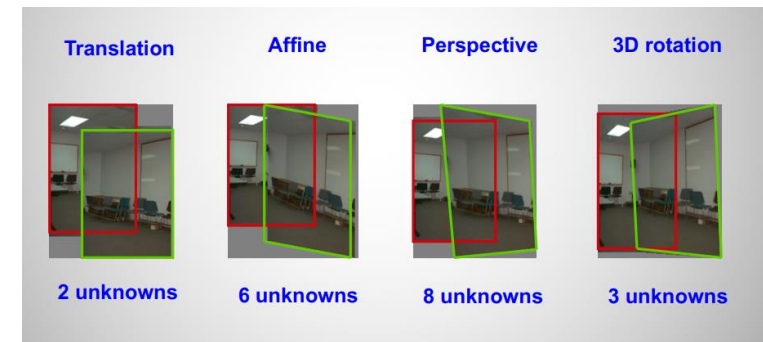 Translation
Affine
Perspective
3D rotation
2 unknowns
6 unknowns
8 unknowns
3 unknowns